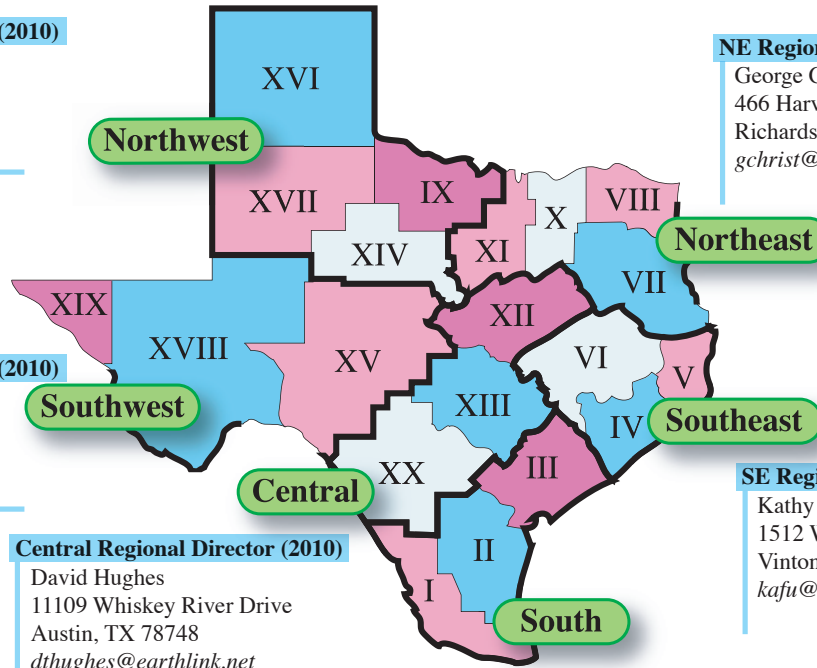 (2010)
XVI
NE Region
George C
466 Harv
Richards
gchrist@
Northwest
XVII
IX
VIII
X
XI
XIV
Northeast
VII
XIX
XII
XVIII
XV
VI
V
(2010)
Southwest
XIII
IV
Southeast
XX
III
Central
SE Regi
Kathy
1512 W
Vinton
kafu@
Central Regional Director (2010)
David Hughes
11109 Whiskey River Drive
Austin, TX 78748
dthughes@earthlink.net
II
I
South